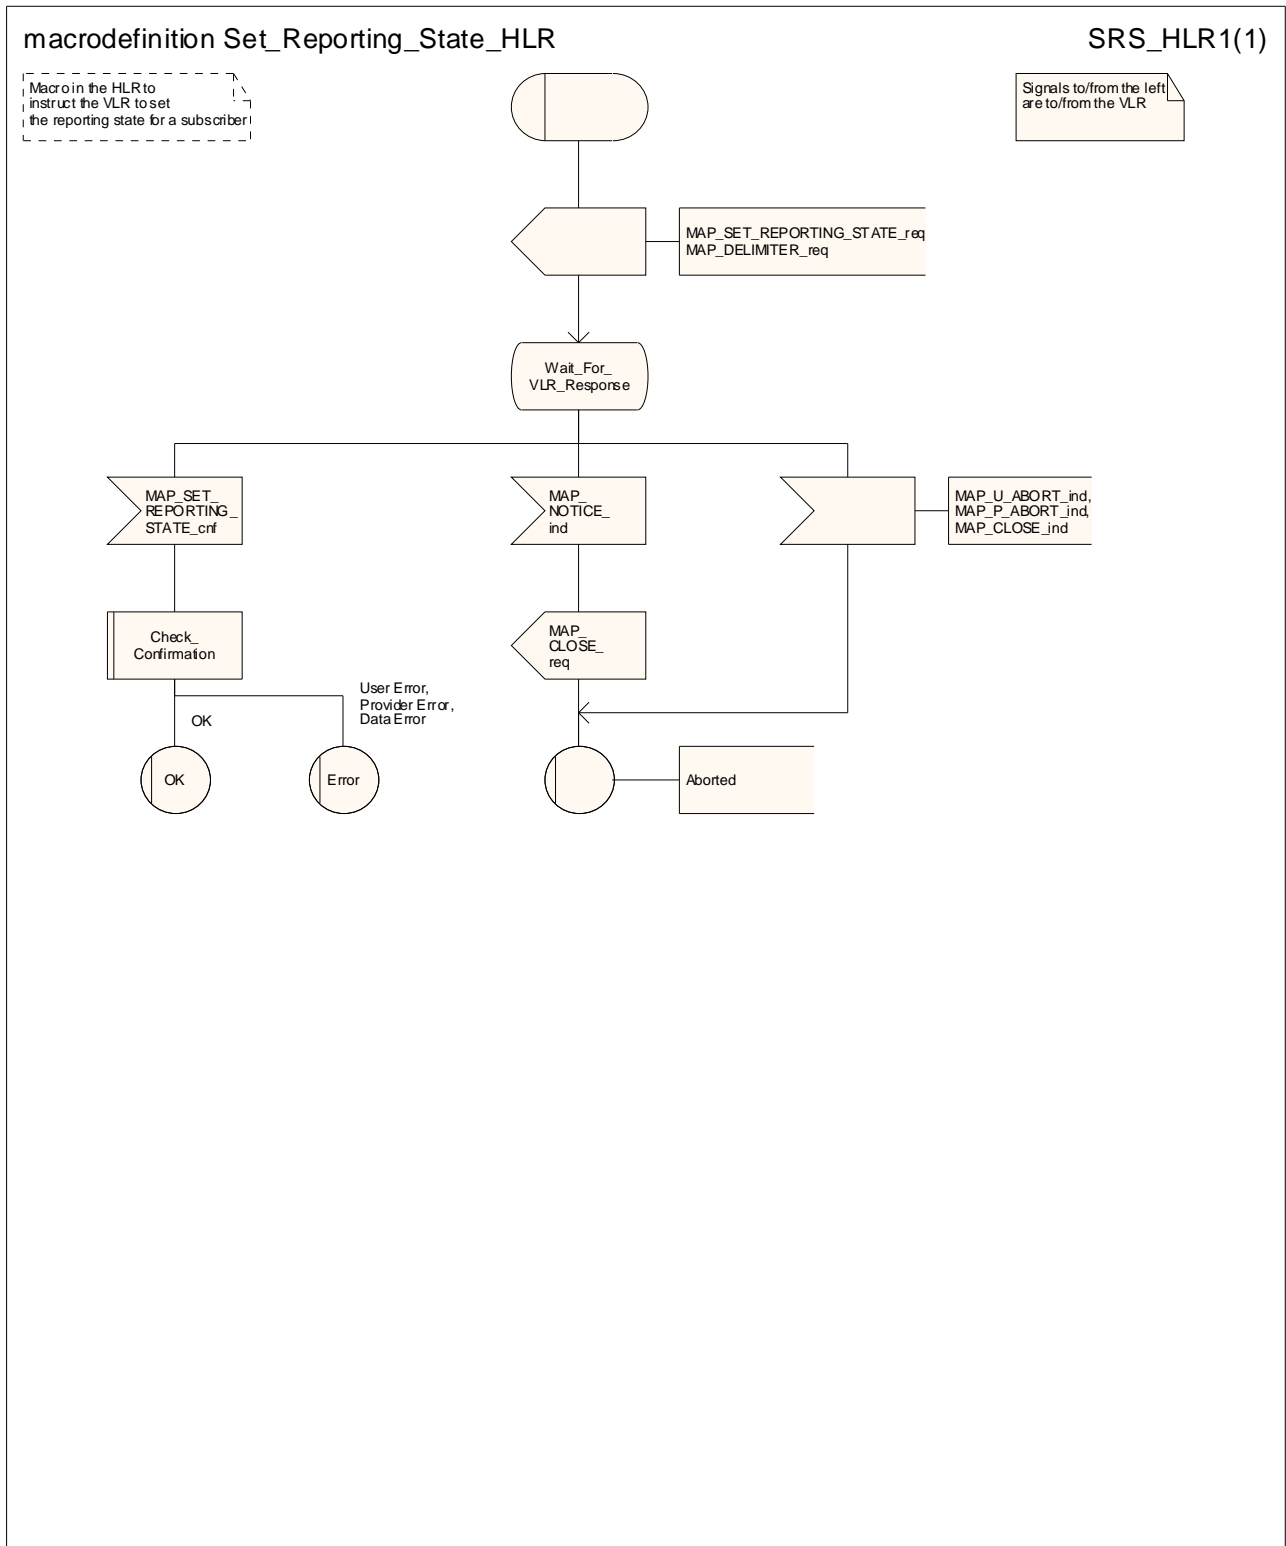 macrodefinition Set_Reporting_State_HLR
SRS_HLR1(1)
Macro in the HLR to
instruct the VLR to set
the reporting state for a subscriber
Signals to/from the left
are to/from the VLR
MAP_SET_REPORTING_STATE_req
MAP_DELIMITER_req
Wait_For_
VLR_Response
MAP_SET_
REPORTING_
STATE_cnf
MAP_
NOTICE_
ind
MAP_U_ABORT_ind,
MAP_P_ABORT_ind,
MAP_CLOSE_ind
Check_
Confirmation
MAP_
CLOSE_
req
User Error,
Provider Error,
Data Error
OK
OK
Error
Aborted